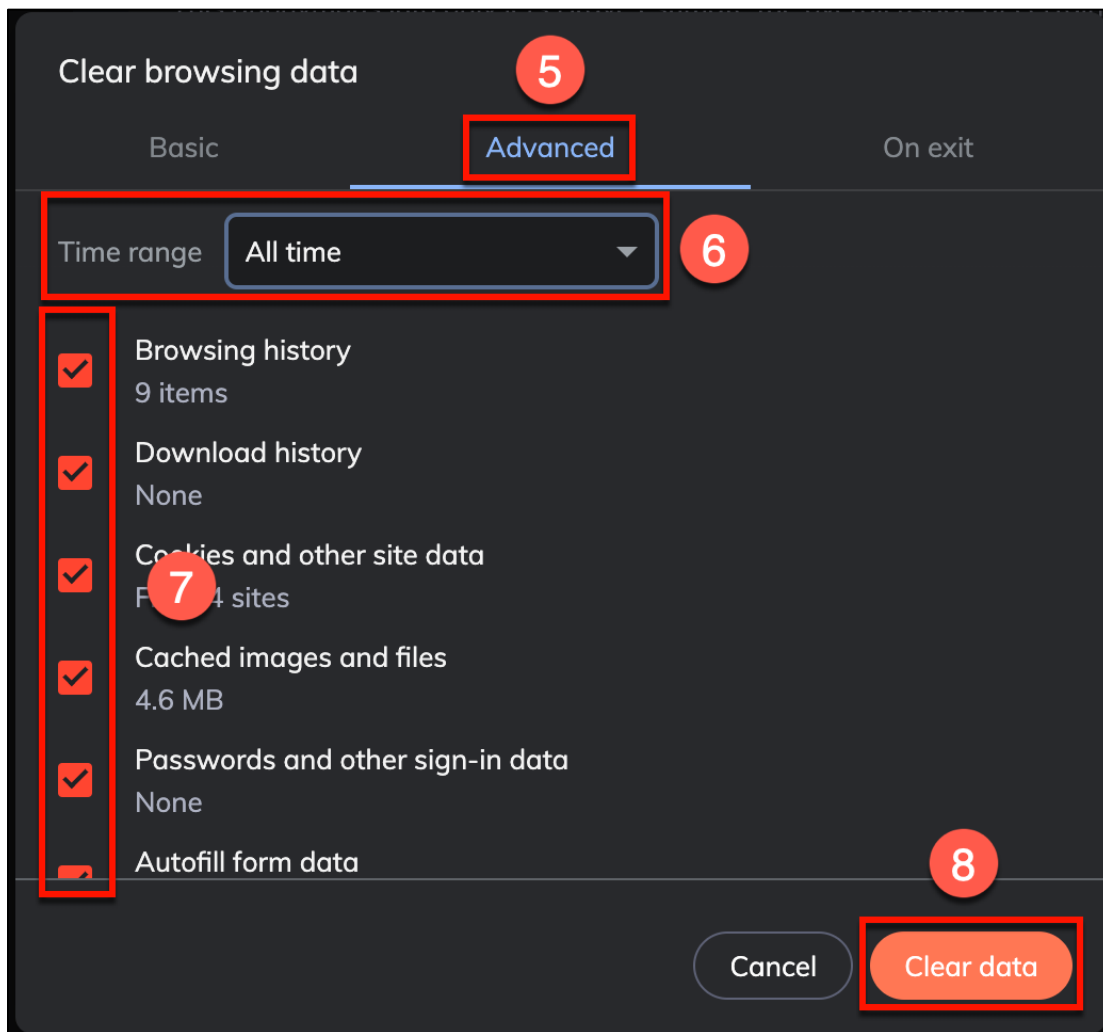 Clear browsing data
5
Basic Advanced On exit
Time range All time
6
Browsing history
9 items
Download history
None
Cookies and other site data
7
4 sites
Cached images and files
4.6 MB
Passwords and other sign-in data
None
Autofill form data
8
Cancel Clear data